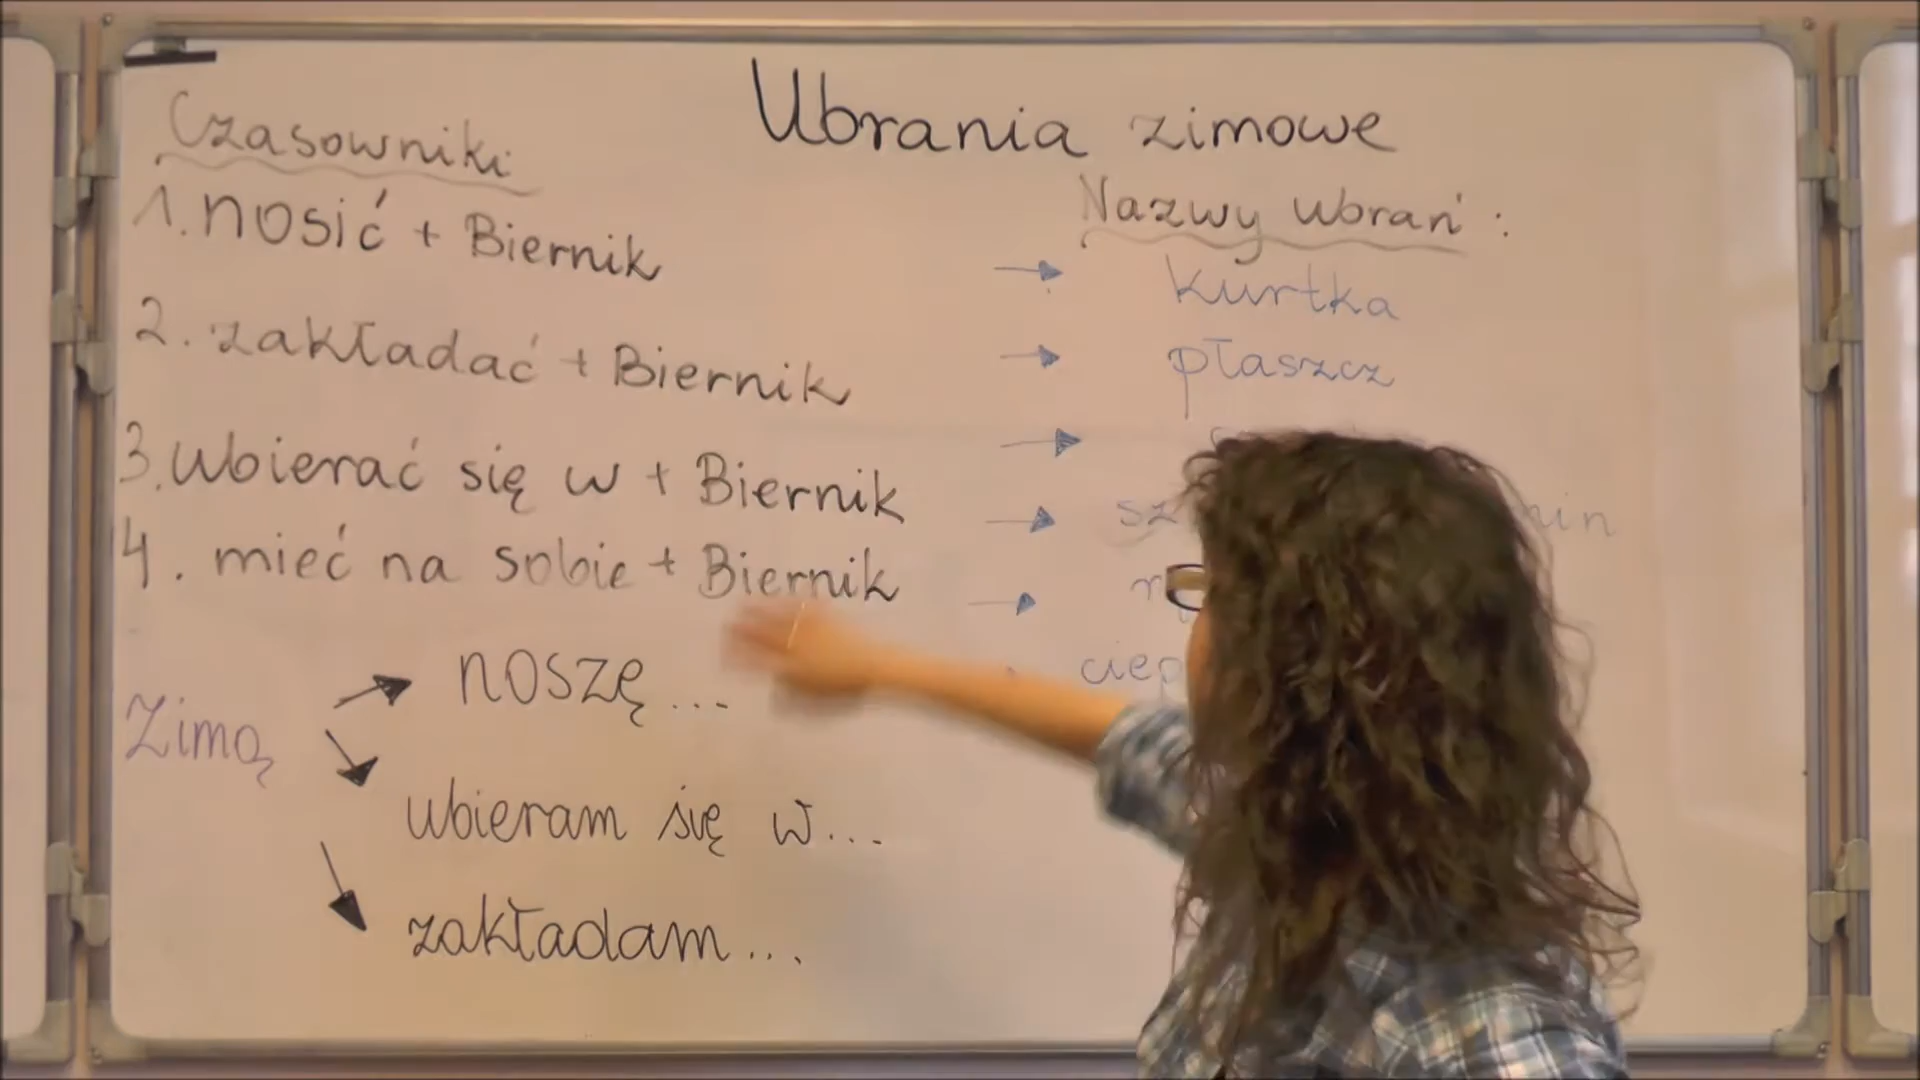 Ubrania zimowe
Czasowniki
1. nosić + Biernik
2. zakładać + Biernik
3. ubierać się w + Biernik
4. mieć na sobie + Biernik
Zimą
noszę...
ubieram się w...
zakładam...
Nazwy ubrań:
kurtka
płaszcz